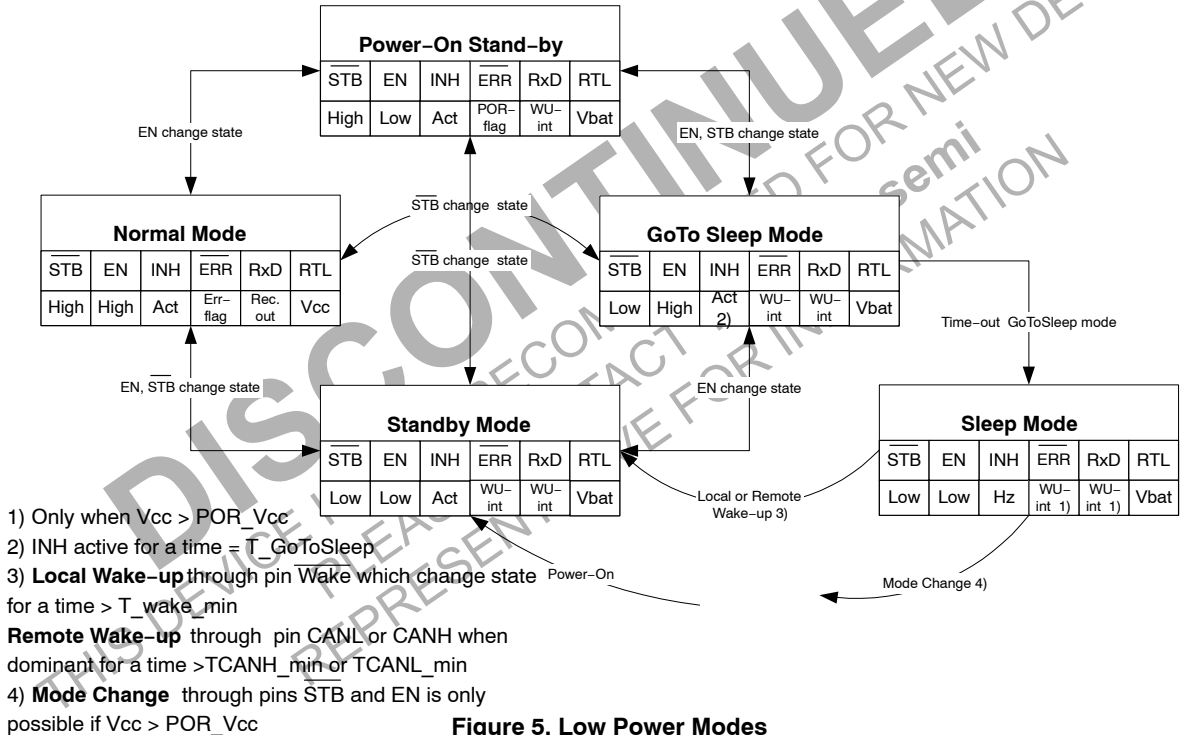 Power−On Stand−by
STB EN INH ERR RxD RTL
High Low Act POR− flag WU− int Vbat
EN change state
EN, STB change state
STB change state
STB change state
Normal Mode
STB EN INH ERR RxD RTL
High High Act Err− flag Rec. out Vcc
GoTo Sleep Mode
STB EN INH ERR RxD RTL
Low High Act 2) WU− int WU− int Vbat
Time−out GoToSleep mode
EN, STB change state
EN change state
Standby Mode
STB EN INH ERR RxD RTL
Low Low Act WU− int WU− int Vbat
Sleep Mode
STB EN INH ERR RxD RTL
Low Low Hz WU− int 1) WU− int 1) Vbat
Local or Remote
Wake−up 3)
Power−On
Mode Change 4)
1) Only when Vcc > POR_Vcc
2) INH active for a time = T_GoToSleep
3) Local Wake−up through pin Wake which change state
for a time > T_wake_min
Remote Wake−up through pin CANL or CANH when
dominant for a time >TCANH_min or TCANL_min
4) Mode Change through pins STB and EN is only
possible if Vcc > POR_Vcc
Figure 5. Low Power Modes
DISCONTINUE
THIS DEVICE
PLEAS
REPRESEN
FOR NEW DE
semi